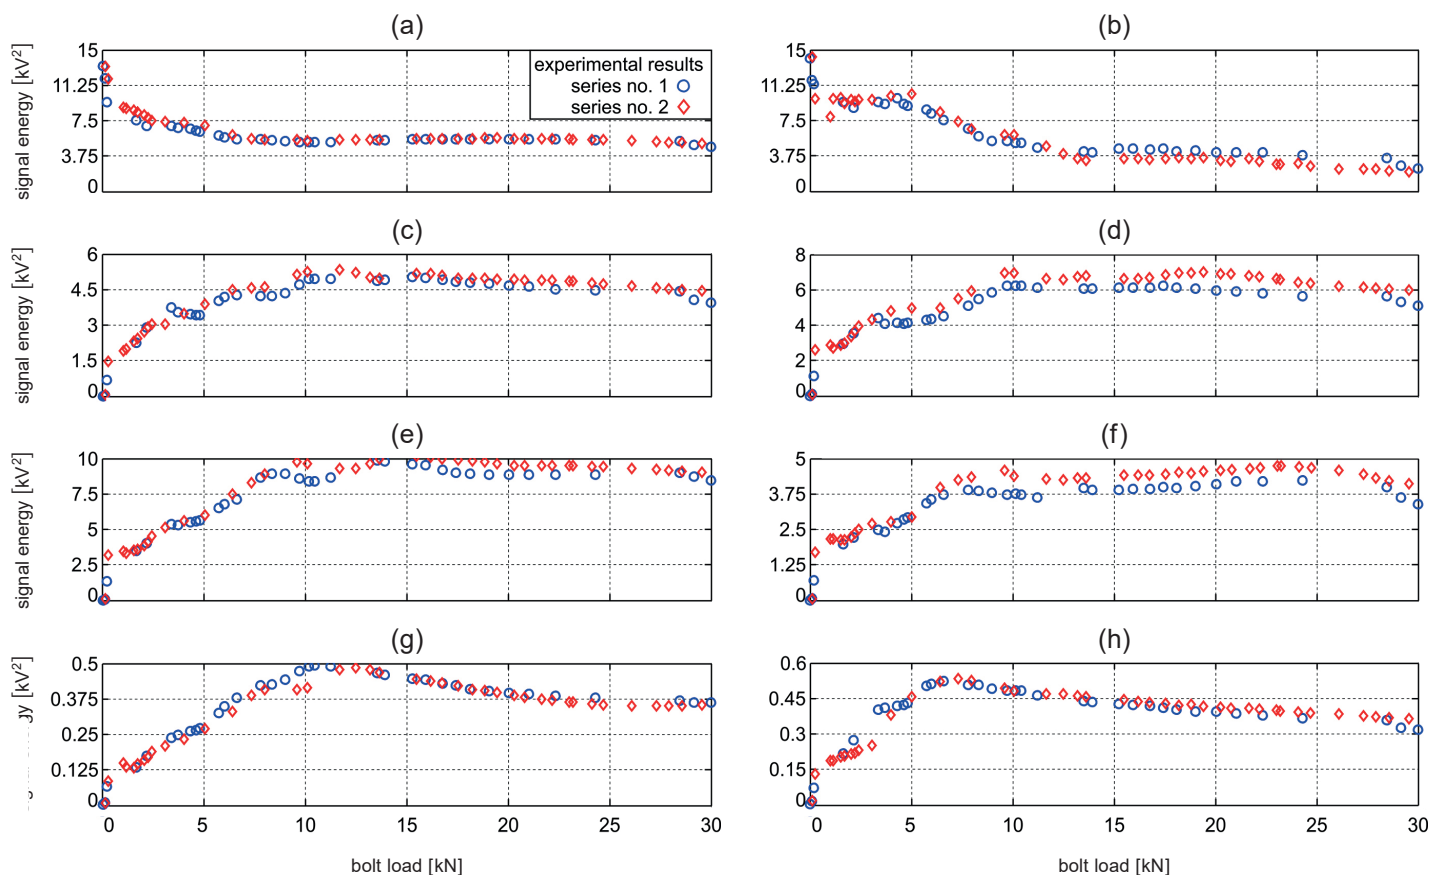 (a)
signal energy [kV²]
15
11.25
7.5
3.75
0
experimental results
series no. 1
series no. 2
(b)
signal energy [kV²]
15
11.25
7.5
3.75
0
(c)
signal energy [kV²]
6
4.5
3
1.5
0
(d)
8
6
4
2
0
(e)
signal energy [kV²]
10
7.5
5
2.5
0
(f)
5
3.75
2.5
1.25
0
(g)
gy [kV²]
0.5
0.375
0.25
0.125
0
0 5 10 15 20 25 30
bolt load [kN]
(h)
0.6
0.45
0.3
0.15
0
0 5 10 15 20 25 30
bolt load [kN]